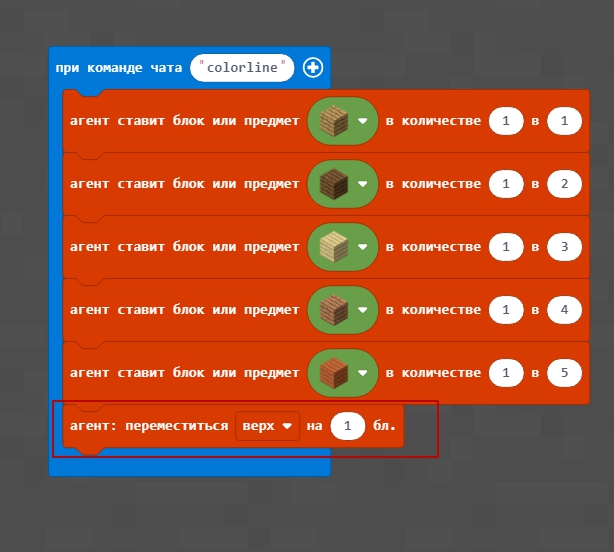 при команде чата "colorline"
агент ставит блок или предмет в количестве 1 в 1
агент ставит блок или предмет в количестве 1 в 2
агент ставит блок или предмет в количестве 1 в 3
агент ставит блок или предмет в количестве 1 в 4
агент ставит блок или предмет в количестве 1 в 5
агент: переместиться верх на 1 бл.